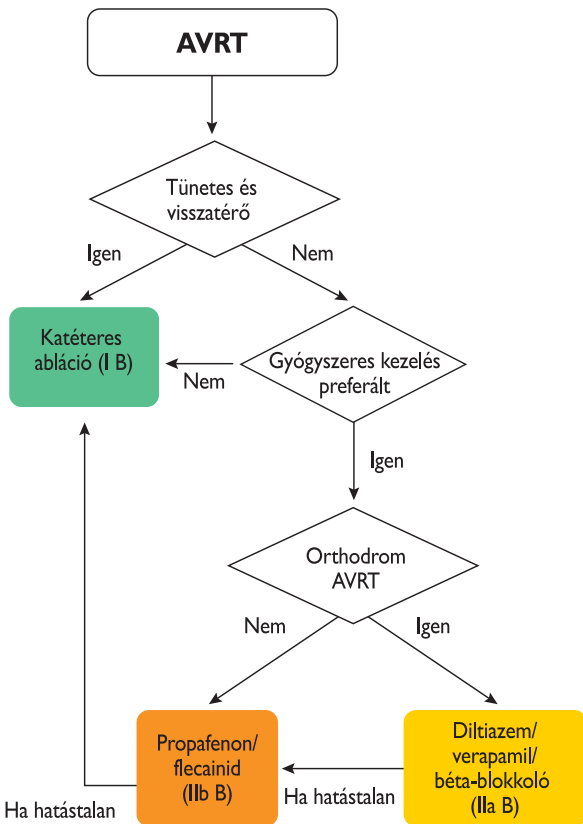 AVRT
Tünetes és
visszatérő
Igen
Nem
Katéteres
abláció (I B)
Gyógyszeres kezelés
preferált
Nem
Igen
Orthodrom
AVRT
Nem
Igen
Propafenon/
flecainid
(IIb B)
Diltiazem/
verapamil/
béta-blokkoló
(IIa B)
Ha hatástalan
Ha hatástalan